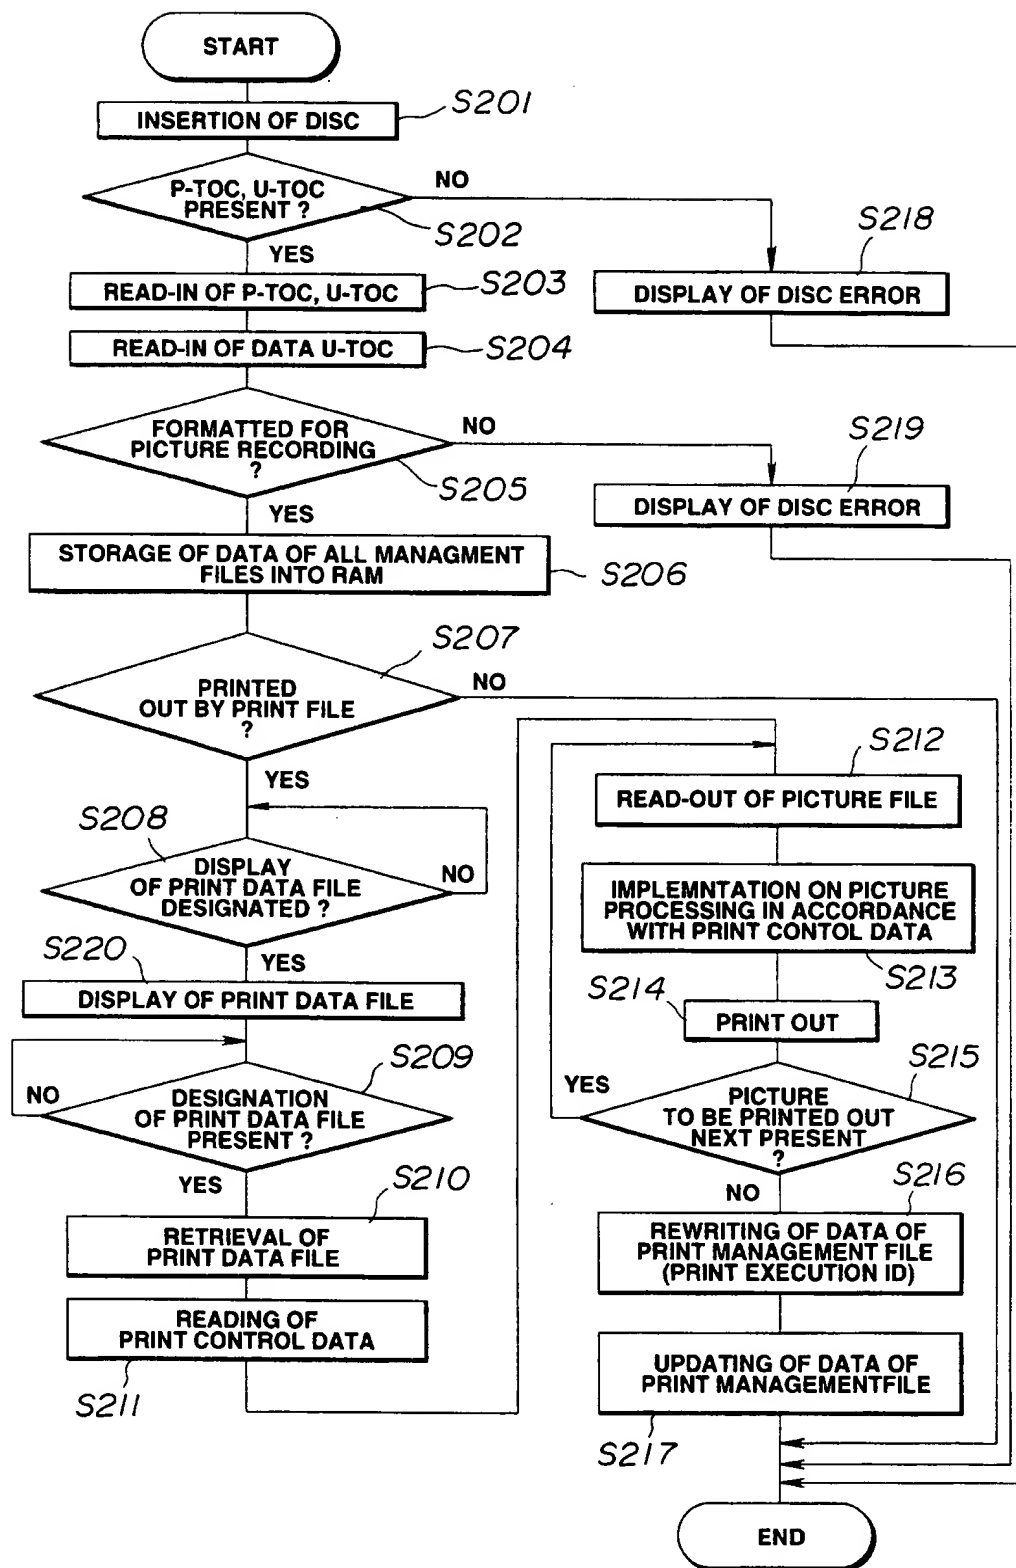 START
INSERTION OF DISC
S201
P-TOC, U-TOC
PRESENT ?
NO
S202
YES
READ-IN OF P-TOC, U-TOC
S203
READ-IN OF DATA U-TOC
S204
S218
DISPLAY OF DISC ERROR
FORMATTED FOR
PICTURE RECORDING
?
NO
S205
YES
S219
DISPLAY OF DISC ERROR
STORAGE OF DATA OF ALL MANAGMENT
FILES INTO RAM
S206
S207
PRINTED
OUT BY PRINT FILE
?
NO
YES
S208
DISPLAY
OF PRINT DATA FILE
DESIGNATED ?
NO
YES
S220
DISPLAY OF PRINT DATA FILE
S209
NO
DESIGNATION
OF PRINT DATA FILE
PRESENT ?
YES
S210
RETRIEVAL OF
PRINT DATA FILE
READING OF
PRINT CONTROL DATA
S211
S212
READ-OUT OF PICTURE FILE
IMPLEMNTATION ON PICTURE
PROCESSING IN ACCORDANCE
WITH PRINT CONTOL DATA
S213
S214
PRINT OUT
S215
YES
PICTURE
TO BE PRINTED OUT
NEXT PRESENT
?
NO
S216
REWRITING OF DATA OF
PRINT MANAGEMENT FILE
(PRINT EXECUTION ID)
UPDATING OF DATA OF
PRINT MANAGEMENTFILE
S217
END